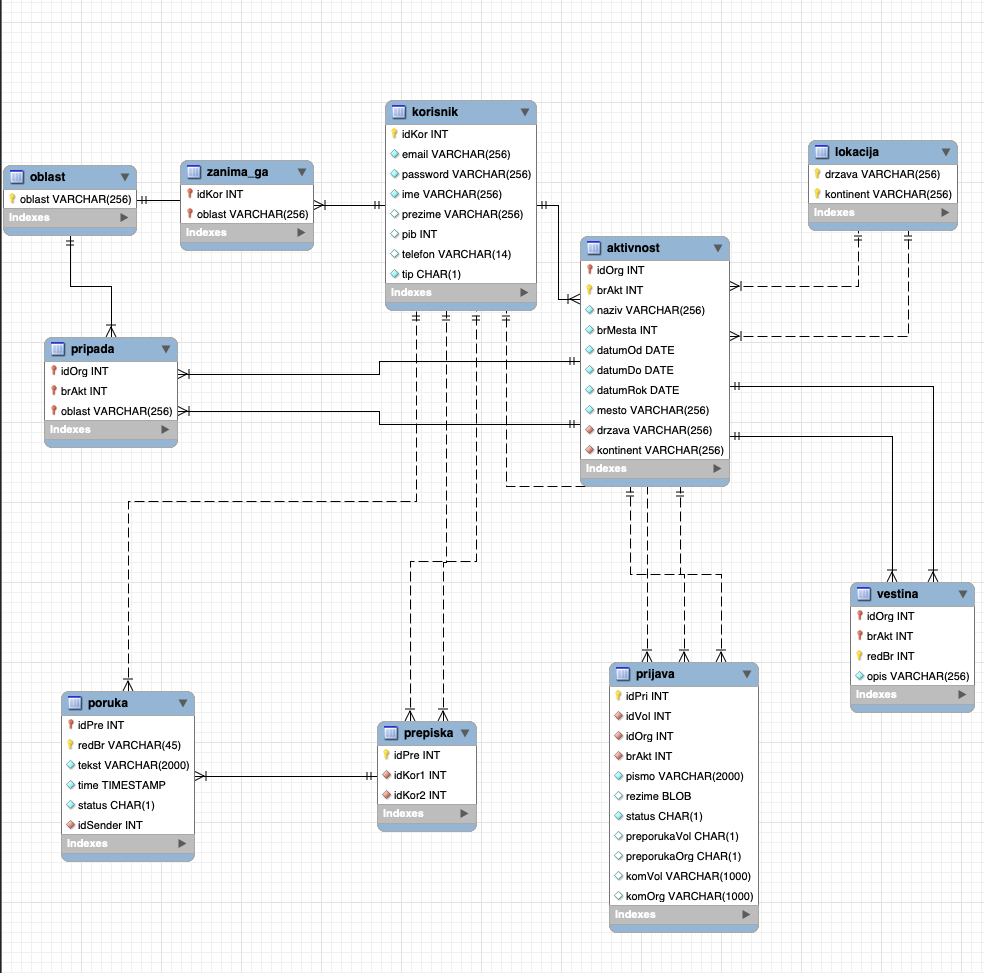 korisnik
idKor INT
email VARCHAR(256)
password VARCHAR(256)
ime VARCHAR(256)
prezime VARCHAR(256)
pib INT
telefon VARCHAR(14)
tip CHAR(1)
Indexes
lokacija
drzava VARCHAR(256)
kontinent VARCHAR(256)
Indexes
oblast
oblast VARCHAR(256)
Indexes
zanima_ga
idKor INT
oblast VARCHAR(256)
Indexes
aktivnost
idOrg INT
brAkt INT
naziv VARCHAR(256)
brMesta INT
datumOd DATE
datumDo DATE
datumRok DATE
mesto VARCHAR(256)
drzava VARCHAR(256)
kontinent VARCHAR(256)
Indexes
pripada
idOrg INT
brAkt INT
oblast VARCHAR(256)
Indexes
vestina
idOrg INT
brAkt INT
redBr INT
opis VARCHAR(256)
Indexes
poruka
idPre INT
redBr VARCHAR(45)
tekst VARCHAR(2000)
time TIMESTAMP
status CHAR(1)
idSender INT
Indexes
prepiska
idPre INT
idKor1 INT
idKor2 INT
Indexes
prijava
idPri INT
idVol INT
idOrg INT
brAkt INT
pismo VARCHAR(2000)
rezime BLOB
status CHAR(1)
preporukaVol CHAR(1)
preporukaOrg CHAR(1)
komVol VARCHAR(1000)
komOrg VARCHAR(1000)
Indexes